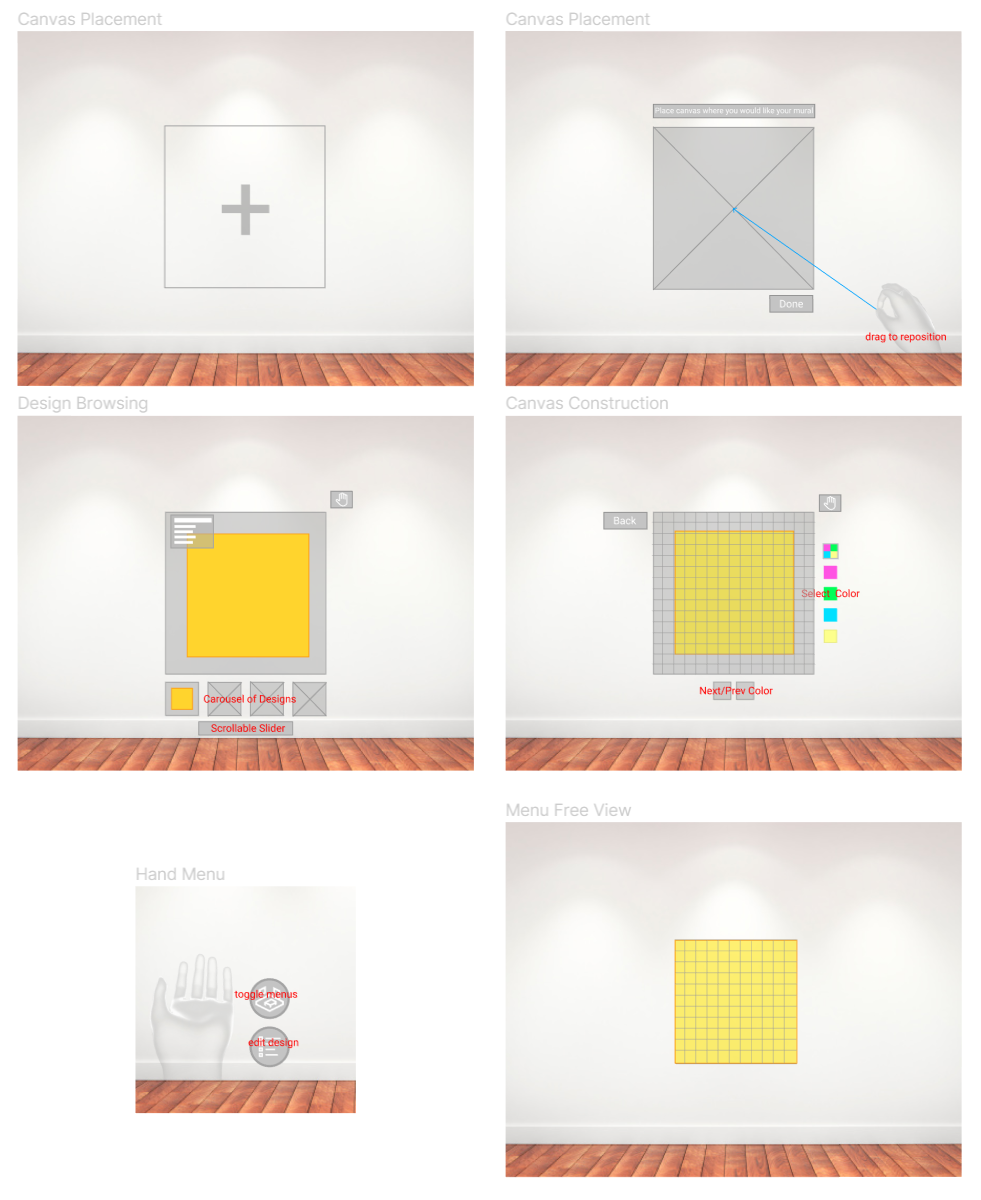 Canvas Placement
Canvas Placement
Place canvas where you would like your mural
Done
drag to reposition
Design Browsing
Canvas Construction
Back
Select Color
Carousel of Designs
Scrollable Slider
Next/Prev Color
Menu Free View
Hand Menu
toggle menus
edit design